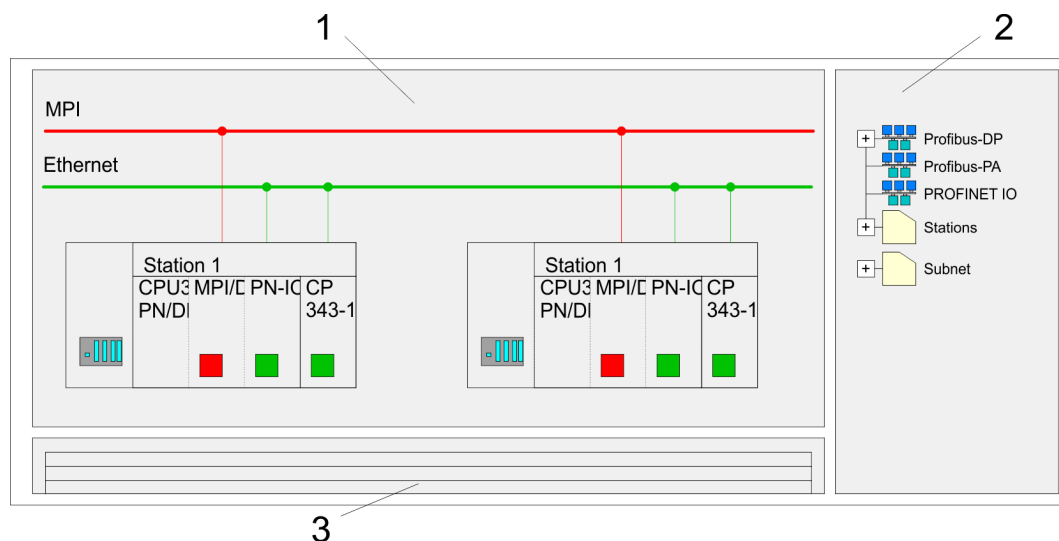 1
2
MPI
Ethernet
Profibus-DP
Profibus-PA
PROFINET IO
Stations
Subnet
Station 1
CPU3 MPI/D PN-IO CP
PN/DI 343-1
Station 1
CPU3 MPI/D PN-IO CP
PN/DI 343-1
3